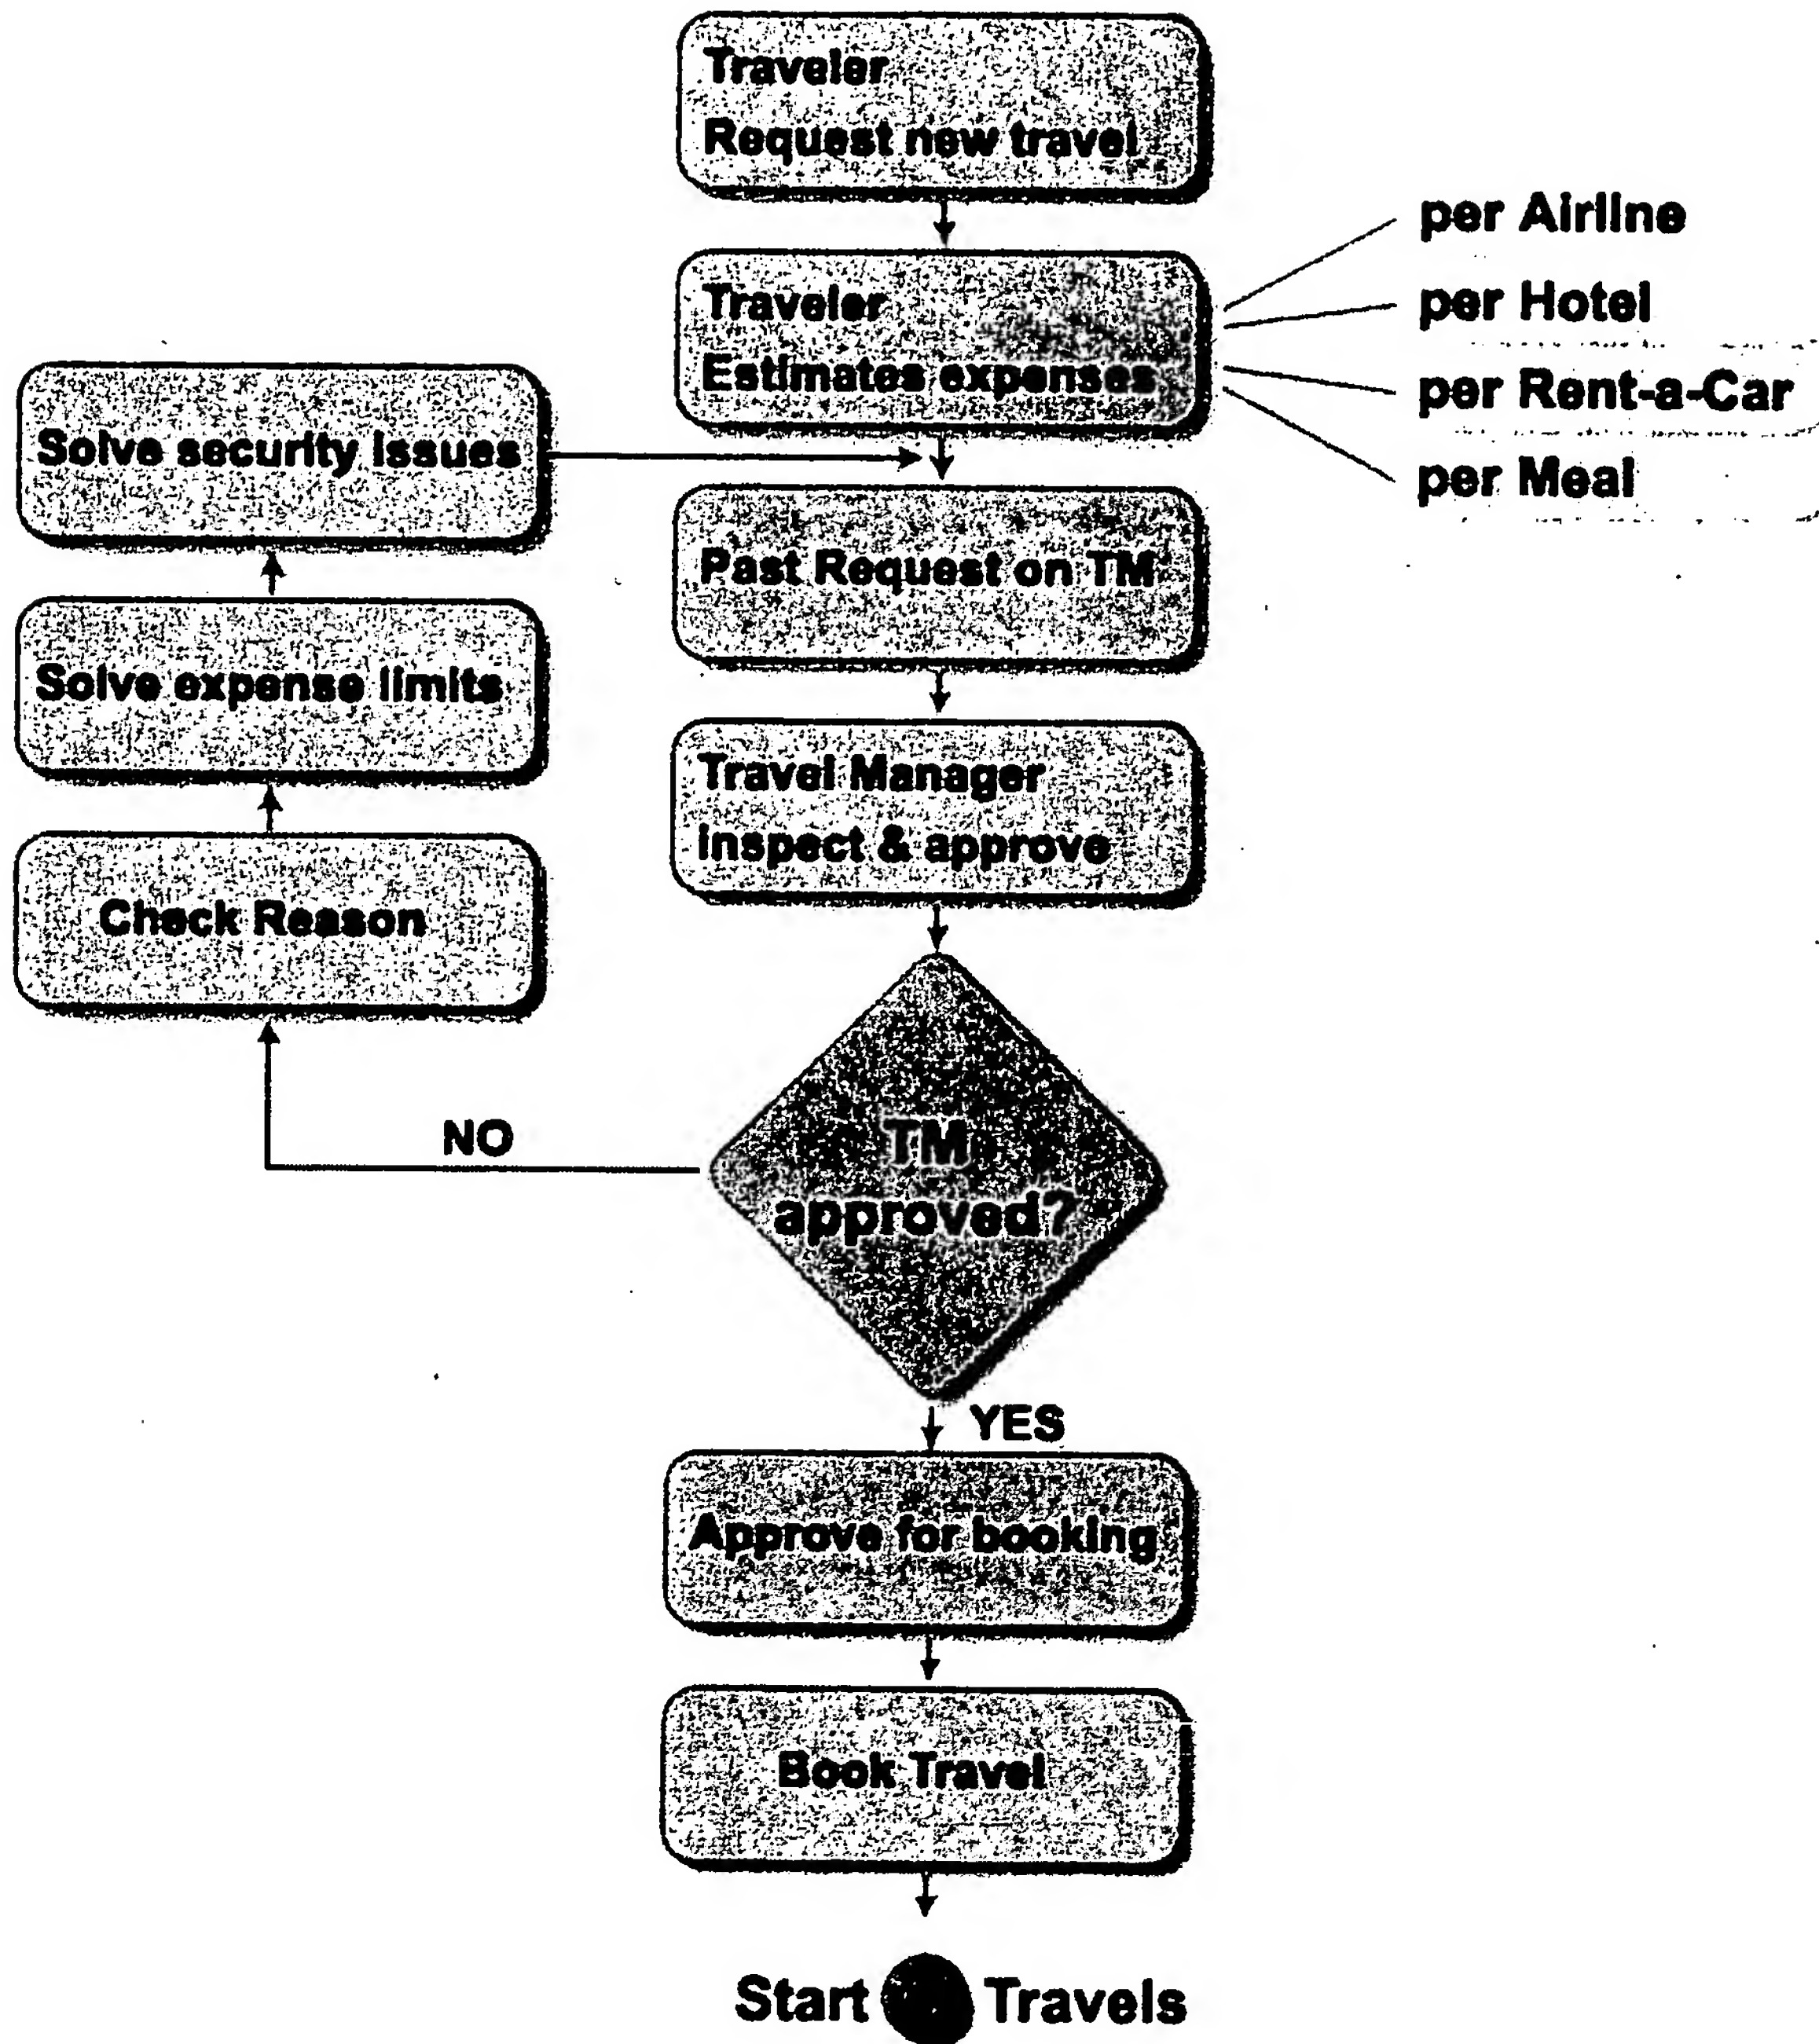 Traveler
Request new travel
Traveler
Estimates expenses
per Airline
per Hotel
per Rent-a-Car
per Meal
Solve security issues
Past Request on TM
Solve expense limits
Travel Manager
inspect & approve
Check Reason
TM
approved?
NO
YES
Approve for booking
Book Travel
Start Travels